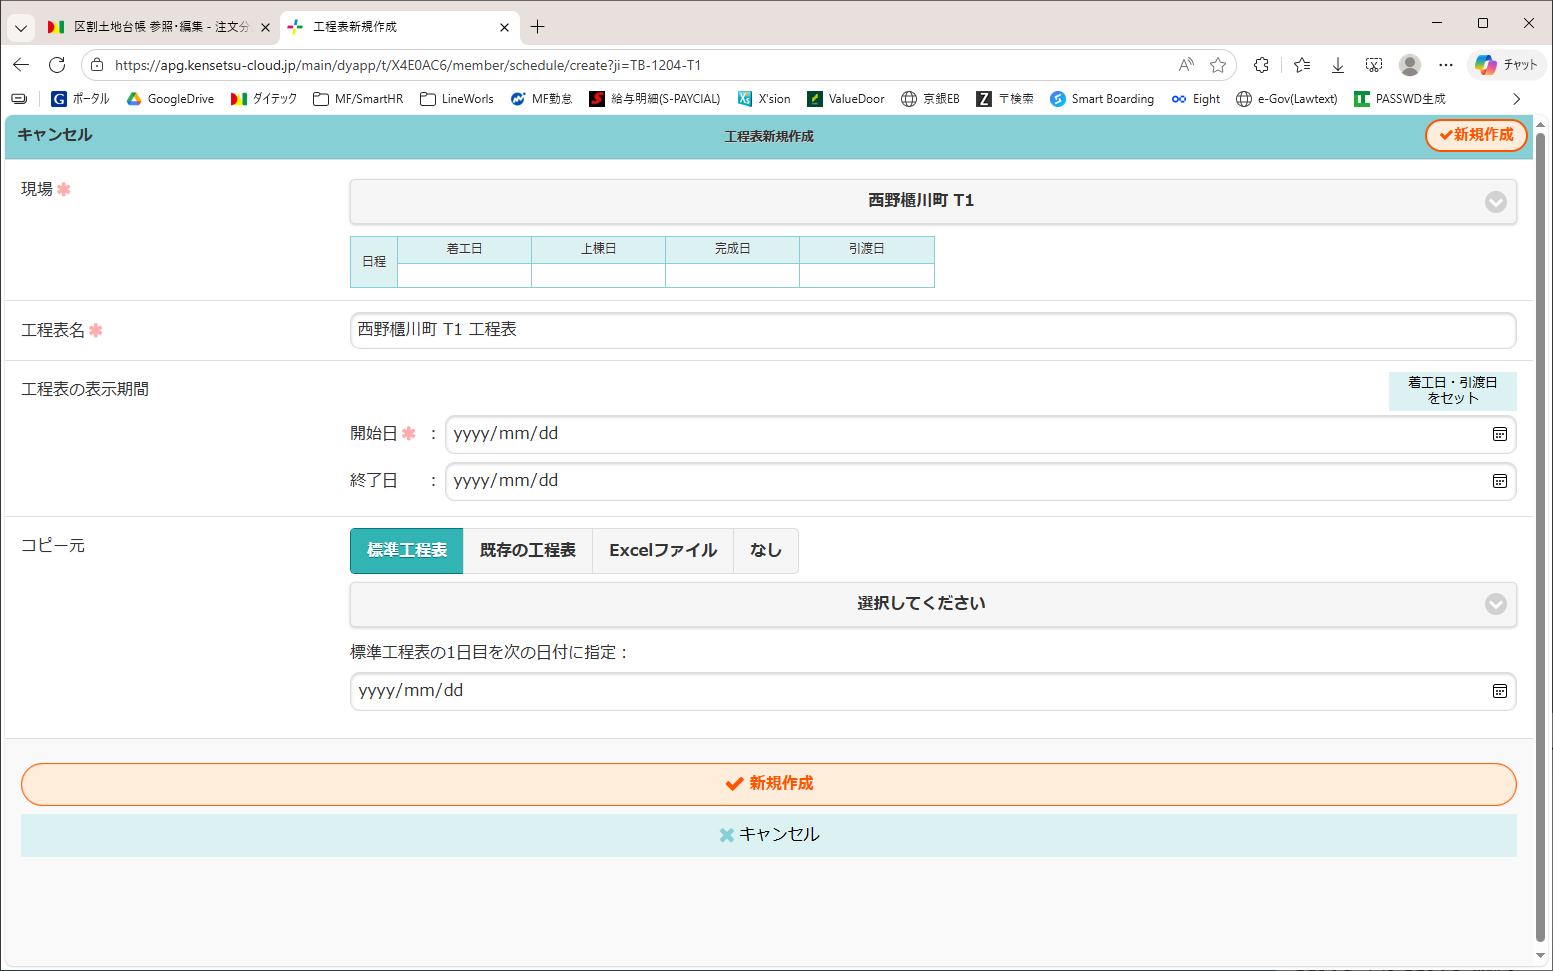 区割土地台帳 参照・編集 - 注文分
工程表新規作成
https://apg.kensetsu-cloud.jp/main/dyapp/t/X4E0AC6/member/schedule/create?ji=TB-1204-T1
チャット
ポータル
GoogleDrive
ダイテック
MF/SmartHR
LineWorls
MF勤怠
給与明細(S-PAYCIAL)
X'sion
ValueDoor
京銀EB
〒検索
Smart Boarding
Eight
e-Gov(Lawtext)
PASSWD生成
キャンセル
工程表新規作成
新規作成
現場
西野櫃川町 T1
日程
着工日
上棟日
完成日
引渡日
工程表名
西野櫃川町 T1 工程表
工程表の表示期間
着工日・引渡日
をセット
開始日 :
yyyy/mm/dd
終了日 :
yyyy/mm/dd
コピー元
標準工程表
既存の工程表
Excelファイル
なし
選択してください
標準工程表の1日目を次の日付に指定：
yyyy/mm/dd
新規作成
キャンセル